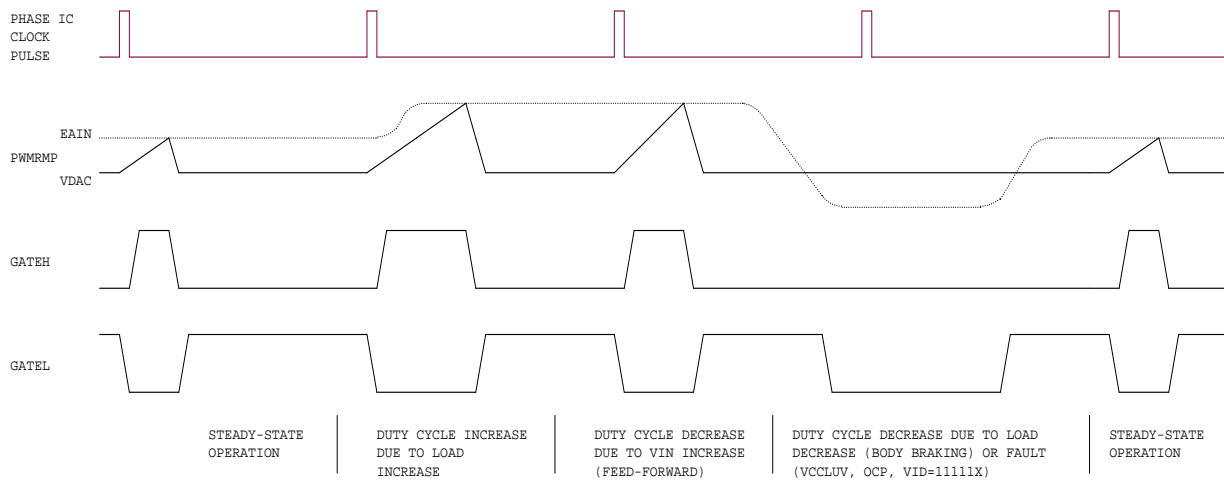 PHASE IC
CLOCK
PULSE
EAIN
PWMRMP
VDAC
GATEH
GATEL
STEADY-STATE
OPERATION
DUTY CYCLE INCREASE
DUE TO LOAD
INCREASE
DUTY CYCLE DECREASE
DUE TO VIN INCREASE
(FEED-FORWARD)
DUTY CYCLE DECREASE DUE TO LOAD
DECREASE (BODY BRAKING) OR FAULT
(VCCLUV, OCP, VID=11111X)
STEADY-STATE
OPERATION